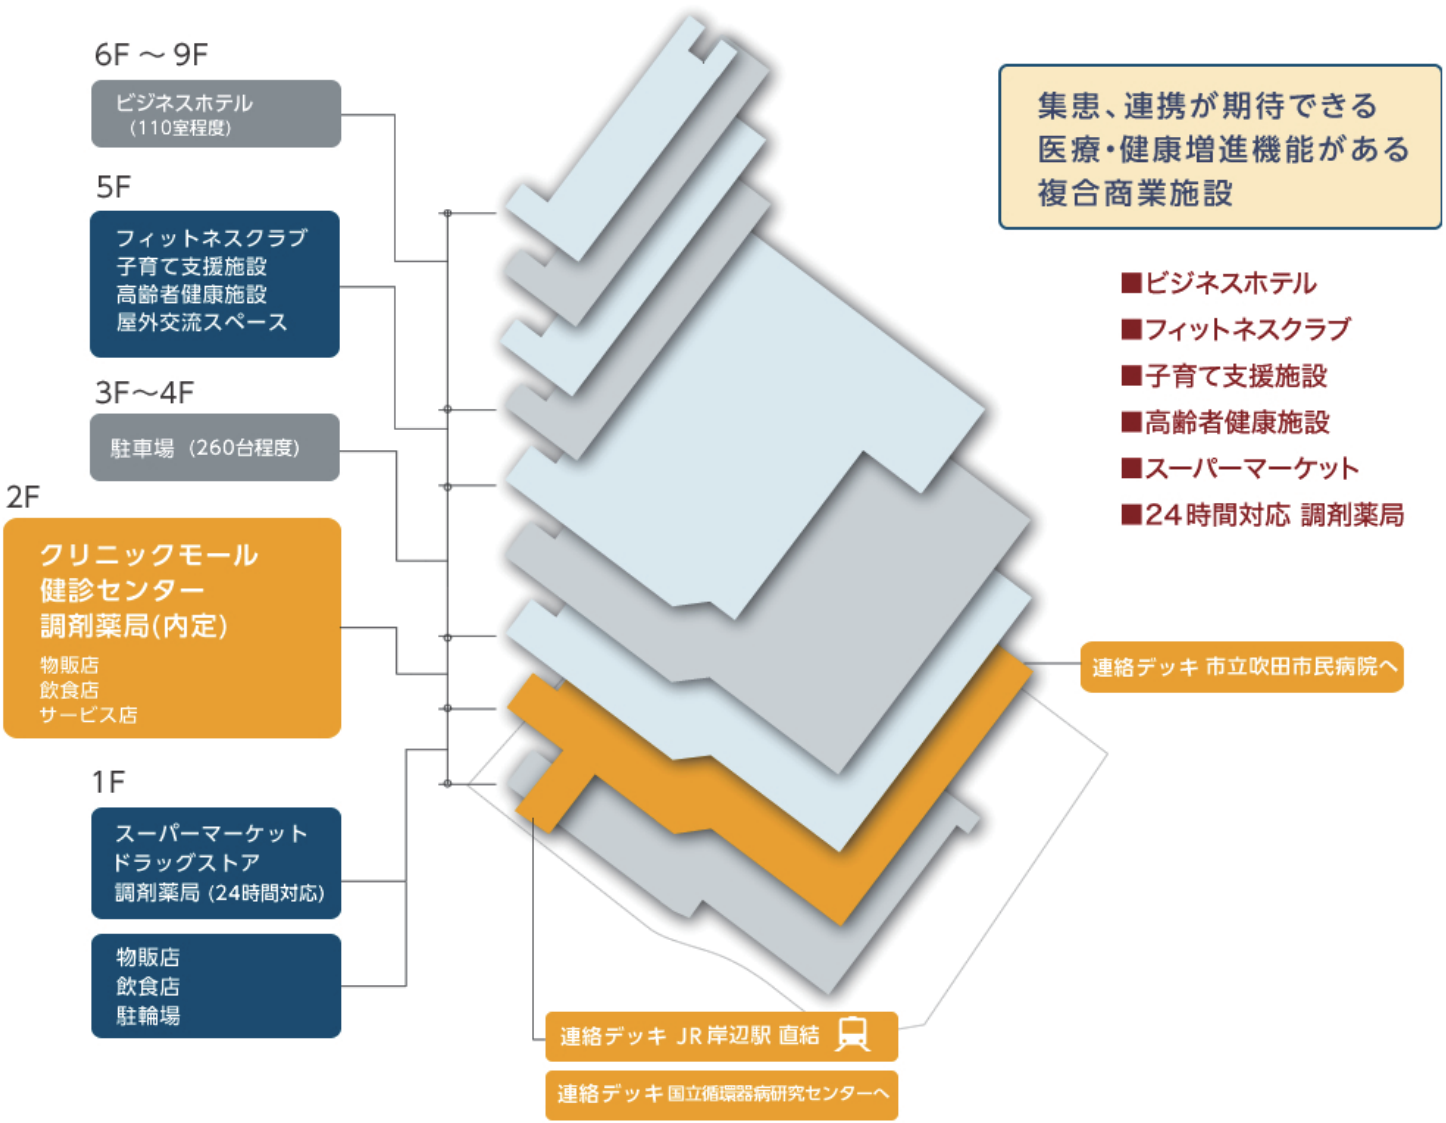 6F ～ 9F
ビジネスホテル
(110室程度)
5F
フィットネスクラブ
子育て支援施設
高齢者健康施設
屋外交流スペース
3F～4F
駐車場 (260台程度)
2F
クリニックモール
健診センター
調剤薬局(内定)
物販店
飲食店
サービス店
1F
スーパーマーケット
ドラッグストア
調剤薬局 (24時間対応)
物販店
飲食店
駐輪場
集患、連携が期待できる
医療・健康増進機能がある
複合商業施設
■ビジネスホテル
■フィットネスクラブ
■子育て支援施設
■高齢者健康施設
■スーパーマーケット
■24時間対応 調剤薬局
連絡デッキ 市立吹田市民病院へ
連絡デッキ JR 岸辺駅 直結
連絡デッキ 国立循環器病研究センターへ